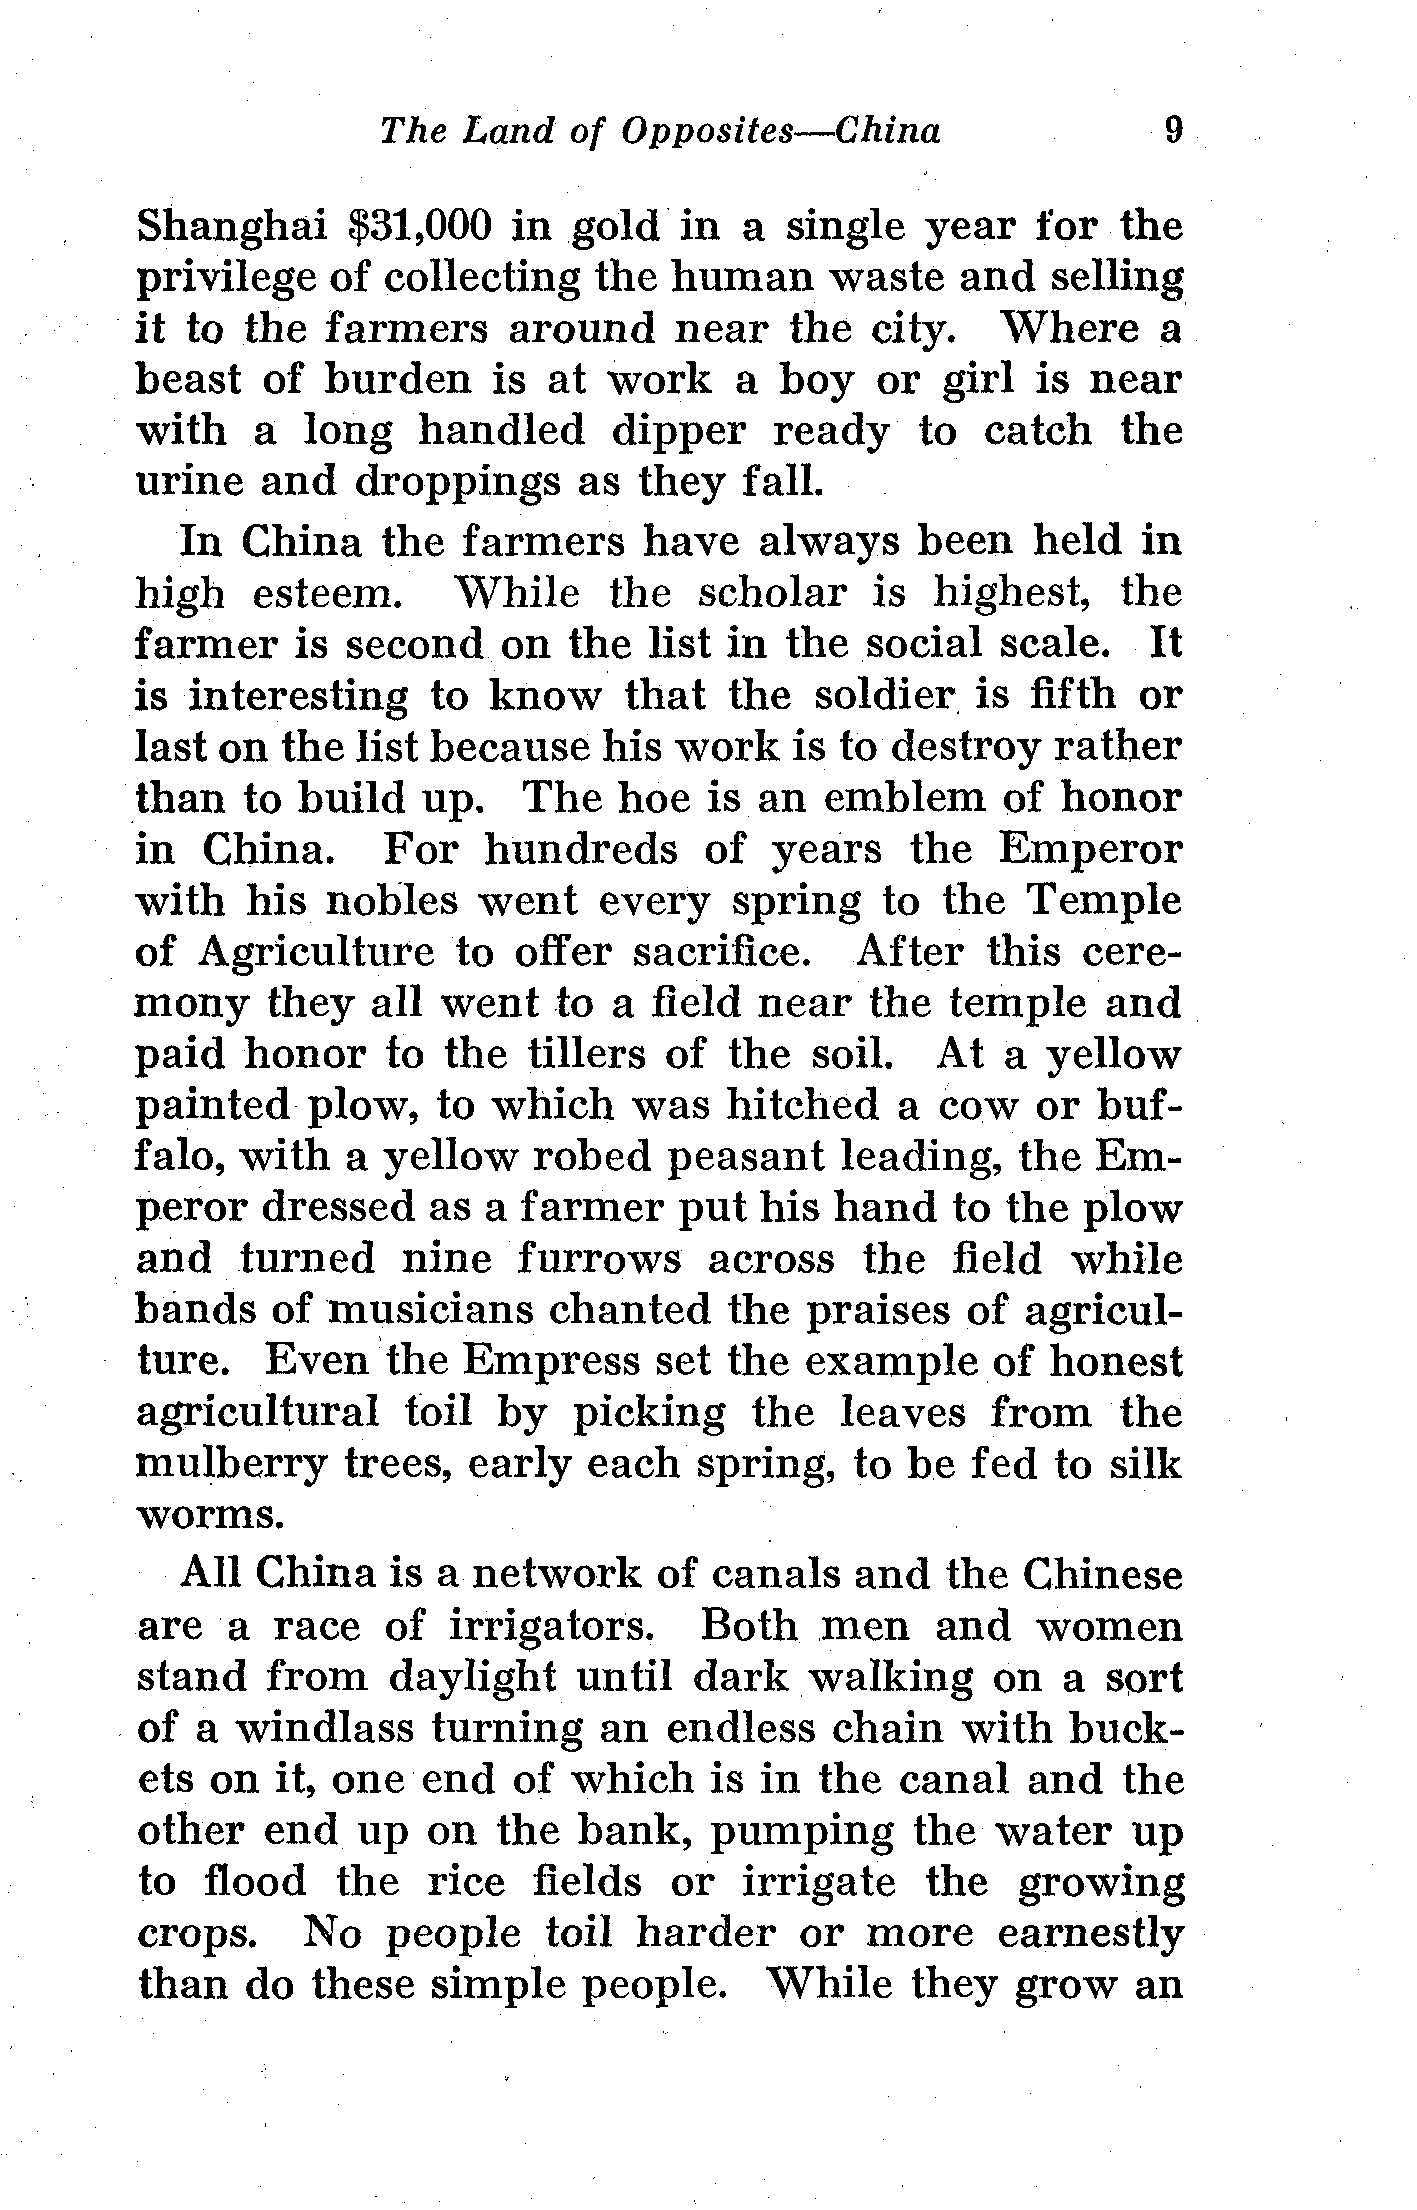 The Land of Opposites—China 9
Shanghai $31,000 in gold in a single year for the
privilege of collecting the human waste and selling
it to the farmers around near the city. Where a
beast of burden is at work a boy or girl is near
with a long handled dipper ready to catch the
urine and droppings as they fall.
In China the farmers have always been held in
high esteem. While the scholar is highest, the
farmer is second on the list in the social scale. It
is interesting to know that the soldier is fifth or
last on the list because his work is to destroy rather
than to build up. The hoe is an emblem of honor
in China. For hundreds of years the Emperor
with his nobles went every spring to the Temple
of Agriculture to offer sacrifice. After this cere-
mony they all went to a field near the temple and
paid honor to the tillers of the soil. At a yellow
painted plow, to which was hitched a cow or buf-
falo, with a yellow robed peasant leading, the Em-
peror dressed as a farmer put his hand to the plow
and turned nine furrows across the field while
bands of musicians chanted the praises of agricul-
ture. Even the Empress set the example of honest
agricultural toil by picking the leaves from the
mulberry trees, early each spring, to be fed to silk
worms.
All China is a network of canals and the Chinese
are a race of irrigators. Both men and women
stand from daylight until dark walking on a sort
of a windlass turning an endless chain with buck-
ets on it, one end of which is in the canal and the
other end up on the bank, pumping the water up
to flood the rice fields or irrigate the growing
crops. No people toil harder or more earnestly
than do these simple people. While they grow an